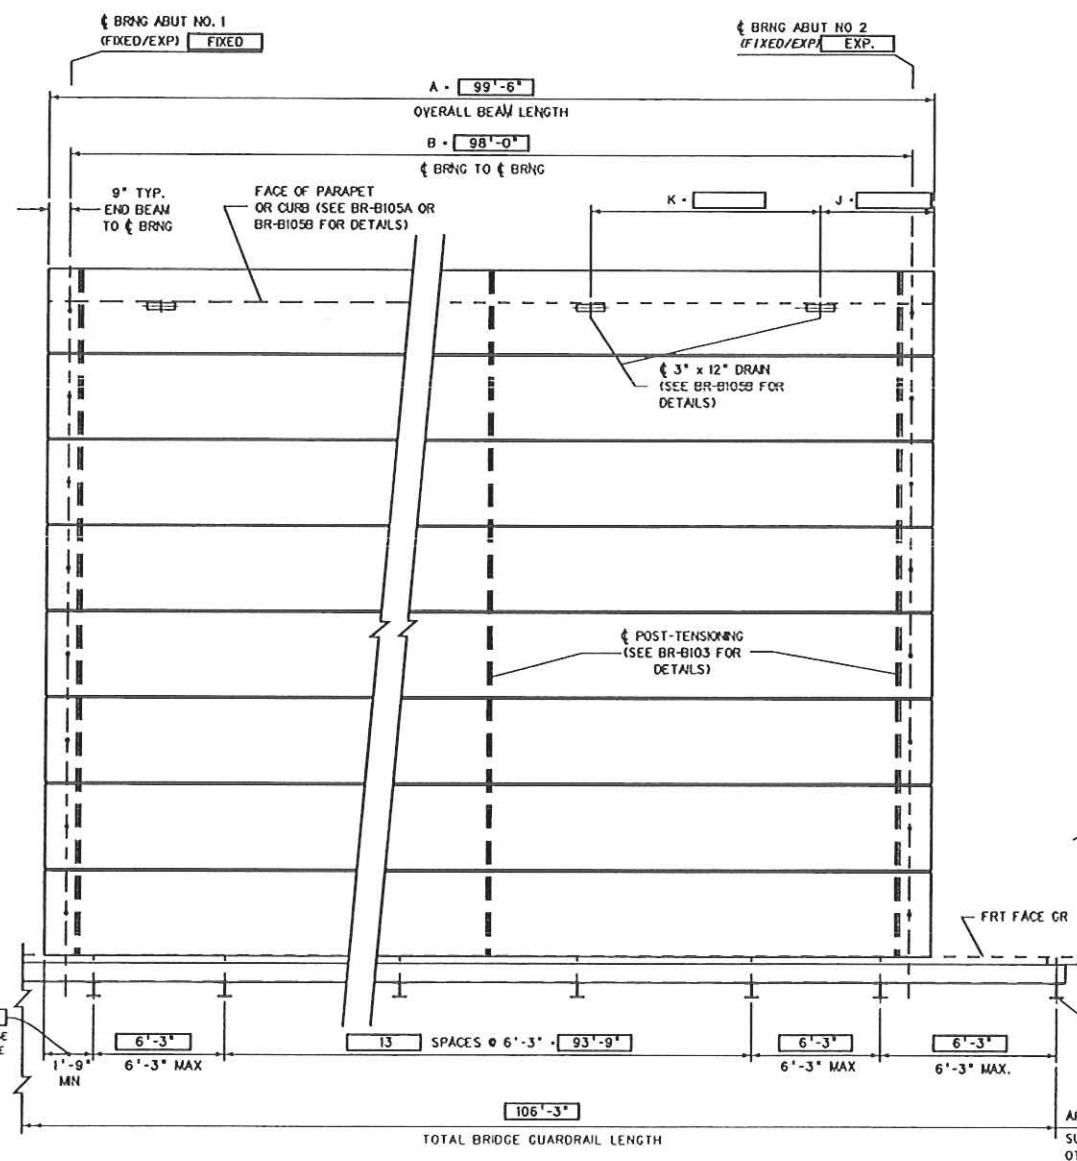 ℄ BRNG ABUT NO. 1
(FIXED/EXP) FIXED
℄ BRNG ABUT NO 2
(FIXED/EXP) EXP.
A = 99'-6"
OVERALL BEAM LENGTH
B = 98'-0"
℄ BRNG TO ℄ BRNG
9" TYP.
END BEAM
TO ℄ BRNG
FACE OF PARAPET
OR CURB (SEE BR-B105A OR
BR-B105B FOR DETAILS)
K =
J =
℄ 3" x 12" DRAIN
(SEE BR-B105B FOR
DETAILS)
℄ POST-TENSIONING
(SEE BR-B103 FOR
DETAILS)
FRT FACE GR
1'-9"
MIN
6'-3"
6'-3" MAX
13 SPACES @ 6'-3" = 93'-9"
6'-3"
6'-3" MAX
6'-3"
6'-3" MAX.
106'-3"
TOTAL BRIDGE GUARDRAIL LENGTH